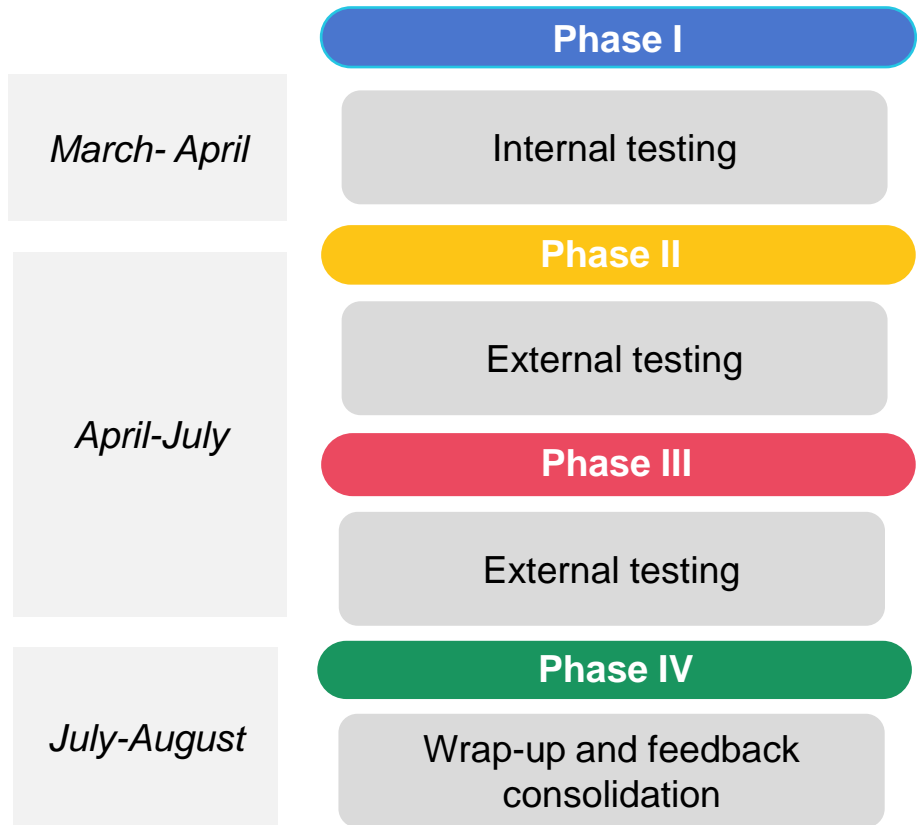 Phase I
March- April
Internal testing
Phase II
External testing
April-July
Phase III
External testing
Phase IV
July-August
Wrap-up and feedback
consolidation